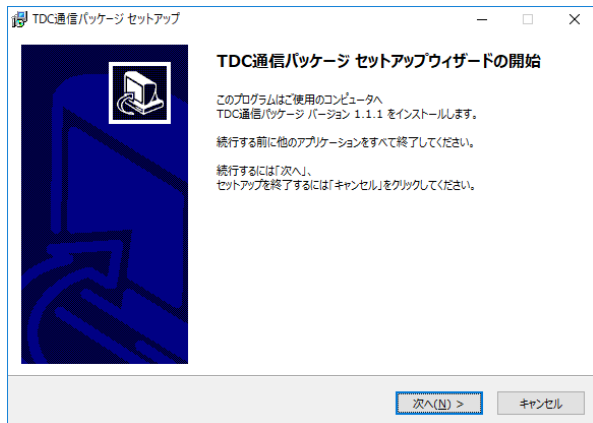 TDC通信パッケージ セットアップ
TDC通信パッケージ セットアップウィザードの開始
このプログラムはご使用のコンピュータへ
TDC通信パッケージ バージョン 1.1.1 をインストールします。
続行する前に他のアプリケーションをすべて終了してください。
続行するには「次へ」、
セットアップを終了するには「キャンセル」をクリックしてください。
次へ(N) >
キャンセル